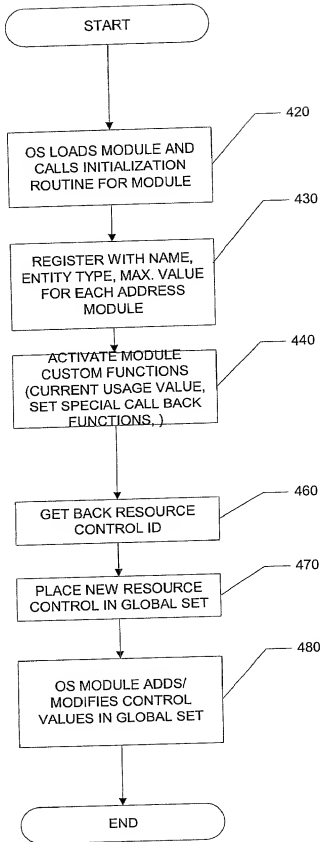 START
420
OS LOADS MODULE AND
CALLS INITIALIZATION
ROUTINE FOR MODULE
430
REGISTER WITH NAME,
ENTITY TYPE, MAX. VALUE
FOR EACH ADDRESS
MODULE
440
ACTIVATE MODULE
CUSTOM FUNCTIONS
(CURRENT USAGE VALUE,
SET SPECIAL CALL BACK
FUNCTIONS, )
460
GET BACK RESOURCE
CONTROL ID
470
PLACE NEW RESOURCE
CONTROL IN GLOBAL SET
480
OS MODULE ADDS/
MODIFIES CONTROL
VALUES IN GLOBAL SET
END